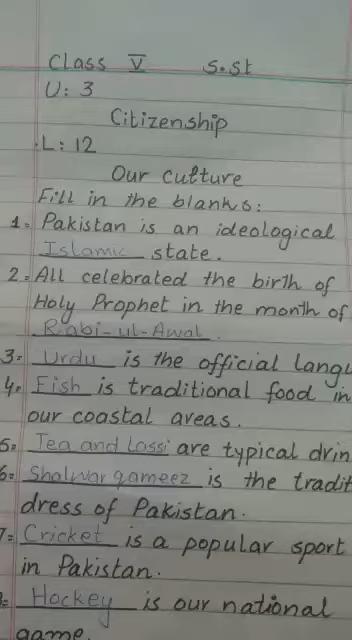 Class V S.St
U: 3
Citizenship
L: 12
Our culture
Fill in the blanks:
1= Pakistan is an ideological
Islamic state.
2= All celebrated the birth of
Holy Prophet in the month of
Rabi-ul-Awal.
3= Urdu is the official langu
4= Fish is traditional food in
our coastal areas.
5= Tea and Lassi are typical drin
6= Shalwar qameez is the tradit
dress of Pakistan.
7= Cricket is a popular sport
in Pakistan.
Hockey is our national
game.